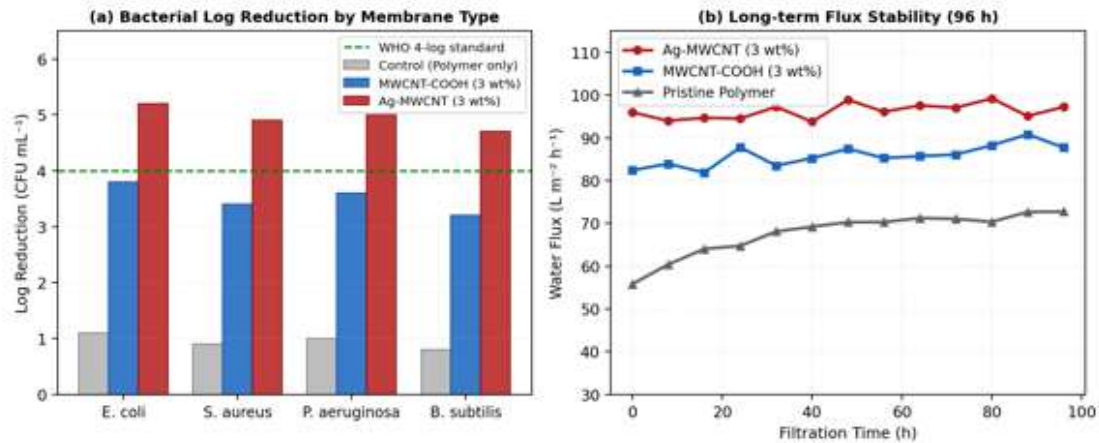 (a) Bacterial Log Reduction by Membrane Type
WHO 4-log standard
Control (Polymer only)
MWCNT-COOH (3 wt%)
Ag-MWCNT (3 wt%)
Log Reduction (CFU mL⁻¹)
6
5
4
3
2
1
0
E. coli
S. aureus
P. aeruginosa
B. subtilis
(b) Long-term Flux Stability (96 h)
Ag-MWCNT (3 wt%)
MWCNT-COOH (3 wt%)
Pristine Polymer
Water Flux (L m⁻² h⁻¹)
110
100
90
80
70
60
50
40
30
0
20
40
60
80
100
Filtration Time (h)